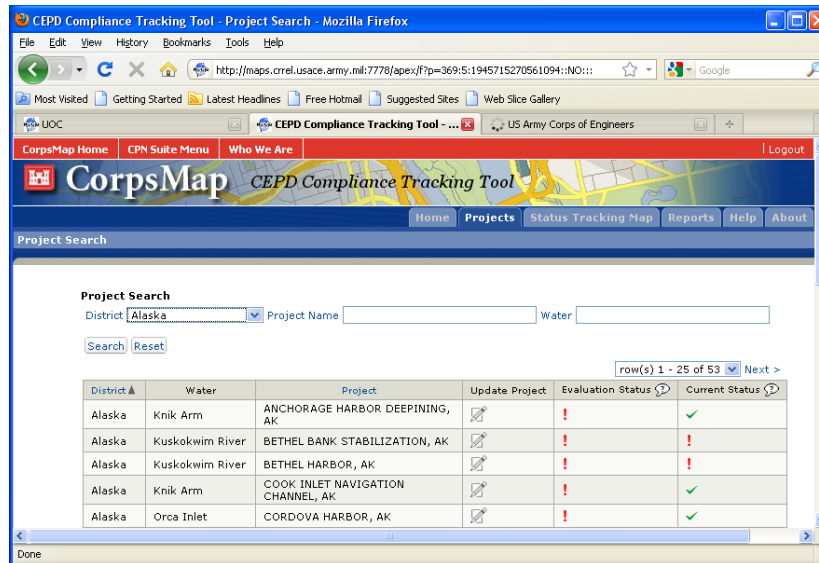 CEPD Compliance Tracking Tool - Project Search - Mozilla Firefox
File Edit View History Bookmarks Tools Help
http://maps.crrel.usace.army.mil:7778/apex/f?p=369:5:1945715270561094::NO::: Google
Most Visited Getting Started Latest Headlines Free Hotmail Suggested Sites Web Slice Gallery
UOC CEPD Compliance Tracking Tool - ... US Army Corps of Engineers
CorpsMap Home CPN Suite Menu Who We Are Logout
CorpsMap CEPD Compliance Tracking Tool
Home Projects Status Tracking Map Reports Help About
Project Search
Project Search
District Alaska Project Name Water
Search Reset
row(s) 1 - 25 of 53 Next >
District Water Project Update Project Evaluation Status ? Current Status ?
Alaska Knik Arm ANCHORAGE HARBOR DEEPINING, AK ! ✓
Alaska Kuskokwim River BETHEL BANK STABILIZATION, AK ! !
Alaska Kuskokwim River BETHEL HARBOR, AK ! !
Alaska Knik Arm COOK INLET NAVIGATION CHANNEL, AK ! ✓
Alaska Orca Inlet CORDOVA HARBOR, AK ! ✓
Done